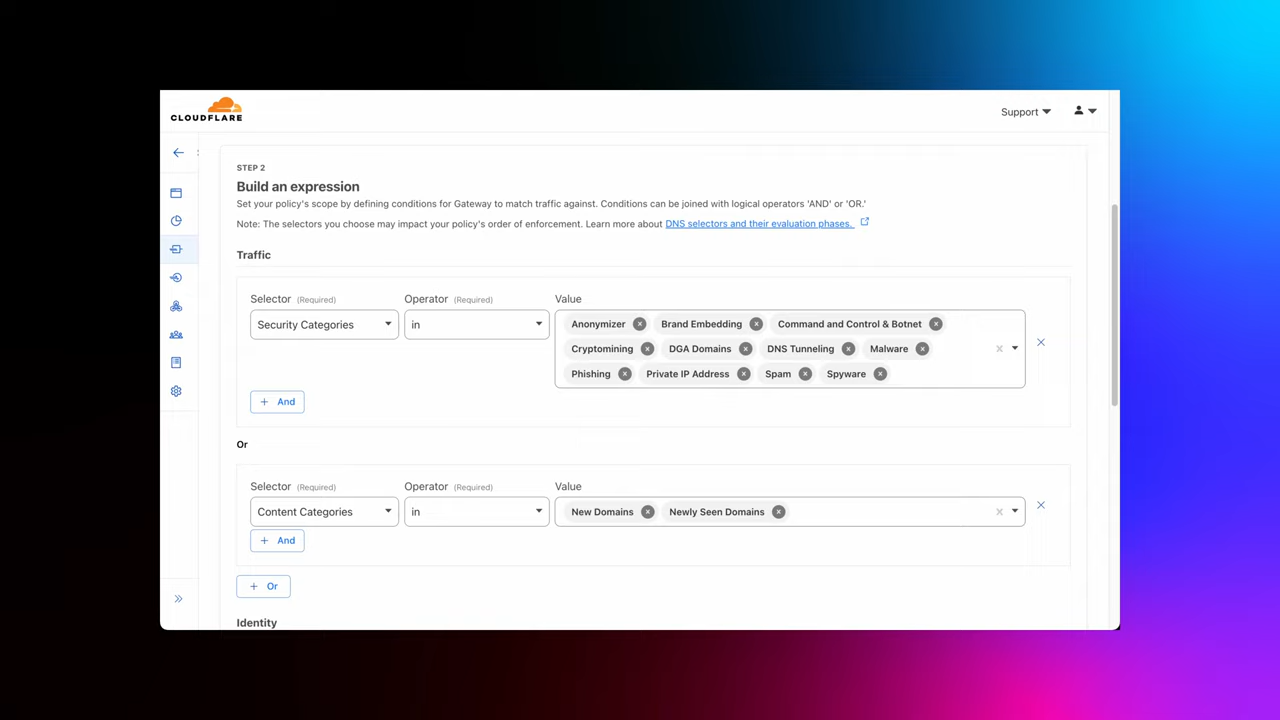 CLOUDFLARE
Support
STEP 2
Build an expression
Set your policy's scope by defining conditions for Gateway to match traffic against. Conditions can be joined with logical operators 'AND' or 'OR.'
Note: The selectors you choose may impact your policy's order of enforcement. Learn more about DNS selectors and their evaluation phases.
Traffic
Selector (Required) Operator (Required) Value
Security Categories in Anonymizer Brand Embedding Command and Control & Botnet
Cryptomining DGA Domains DNS Tunneling Malware
Phishing Private IP Address Spam Spyware
+ And
Or
Selector (Required) Operator (Required) Value
Content Categories in New Domains Newly Seen Domains
+ And
+ Or
Identity